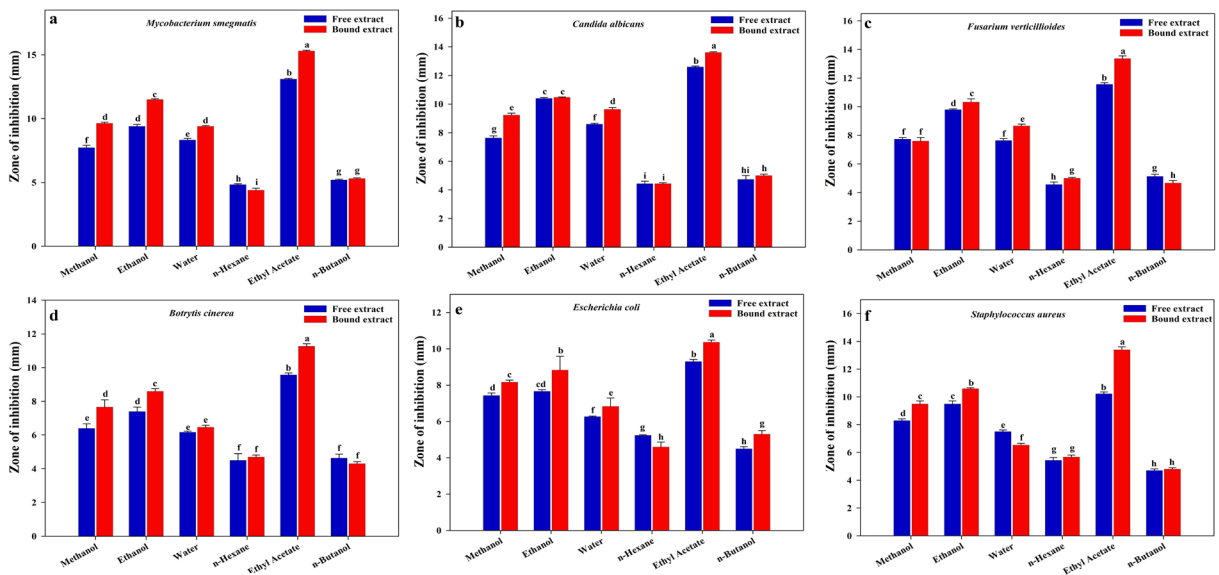 a
Mycobacterium smegmatis
Free extract
Bound extract
Zone of inhibition (mm)
15
10
5
0
f d d c e d h i b a g g
Methanol Ethanol Water n-Hexane Ethyl Acetate n-Butanol
b
Candida albicans
Free extract
Bound extract
Zone of inhibition (mm)
16
14
12
10
8
6
4
2
0
g e c c f d i i b a hi h
Methanol Ethanol Water n-Hexane Ethyl Acetate n-Butanol
c
Fusarium verticillioides
Free extract
Bound extract
Zone of inhibition (mm)
16
14
12
10
8
6
4
2
0
f f d c f e h g b a g h
Methanol Ethanol Water n-Hexane Ethyl Acetate n-Butanol
d
Botrytis cinerea
Free extract
Bound extract
Zone of inhibition (mm)
14
12
10
8
6
4
2
0
e d d c e e f f b a f f
Methanol Ethanol Water n-Hexane Ethyl Acetate n-Butanol
e
Escherichia coli
Free extract
Bound extract
Zone of inhibition (mm)
12
10
8
6
4
2
0
d c cd b f e g h b a h g
Methanol Ethanol Water n-Hexane Ethyl Acetate n-Butanol
f
Staphylococcus aureus
Free extract
Bound extract
Zone of inhibition (mm)
16
14
12
10
8
6
4
2
0
d c c b e f g g b a h h
Methanol Ethanol Water n-Hexane Ethyl Acetate n-Butanol